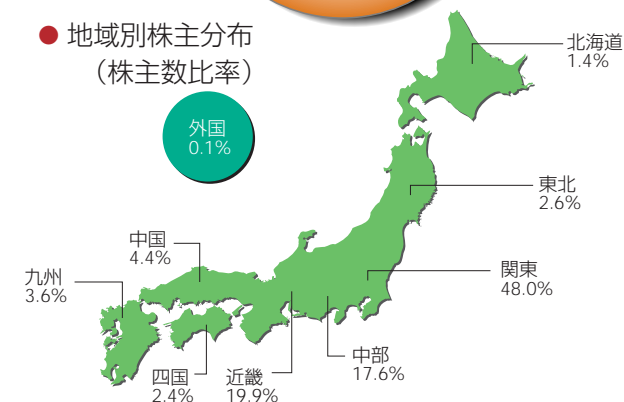 ● 地域別株主分布
（株主数比率）
外国
0.1%
北海道
1.4%
東北
2.6%
関東
48.0%
中部
17.6%
近畿
19.9%
四国
2.4%
中国
4.4%
九州
3.6%